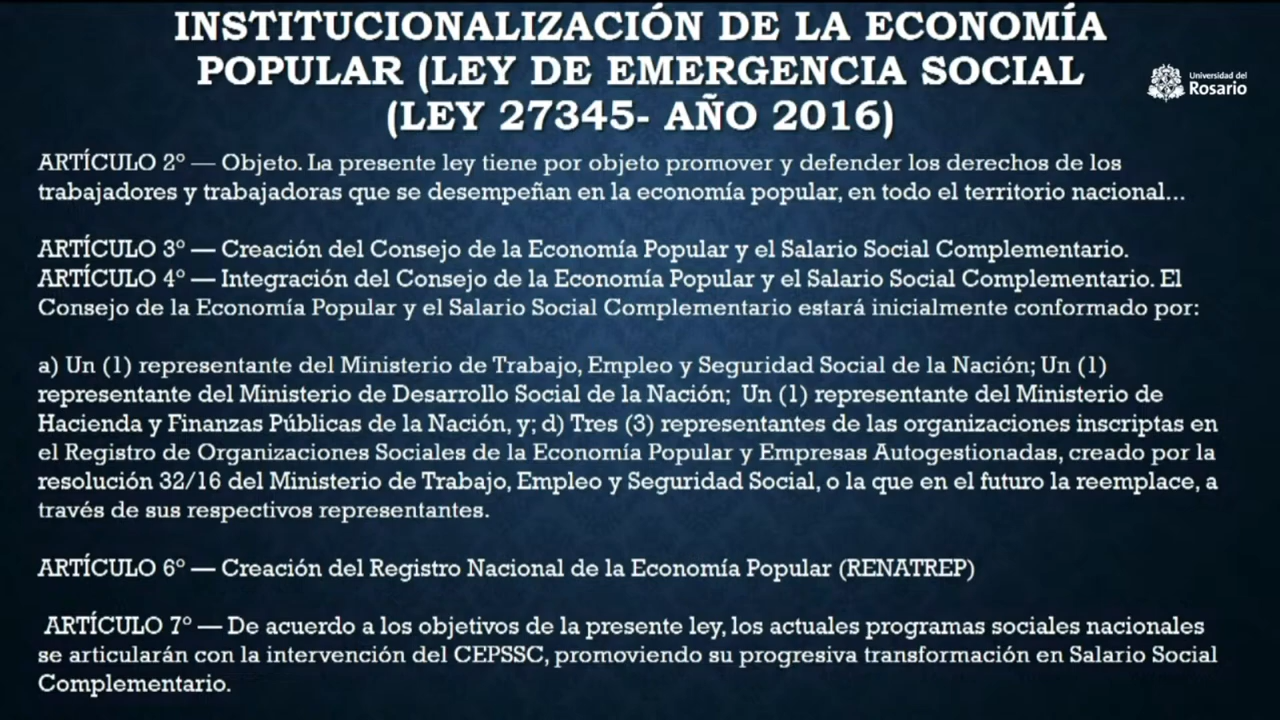 INSTITUCIONALIZACIÓN DE LA ECONOMÍA
POPULAR (LEY DE EMERGENCIA SOCIAL
(LEY 27345- AÑO 2016)
Universidad del
Rosario
ARTÍCULO 2° — Objeto. La presente ley tiene por objeto promover y defender los derechos de los
trabajadores y trabajadoras que se desempeñan en la economía popular, en todo el territorio nacional...
ARTÍCULO 3° — Creación del Consejo de la Economía Popular y el Salario Social Complementario.
ARTÍCULO 4° — Integración del Consejo de la Economía Popular y el Salario Social Complementario. El
Consejo de la Economía Popular y el Salario Social Complementario estará inicialmente conformado por:
a) Un (1) representante del Ministerio de Trabajo, Empleo y Seguridad Social de la Nación; Un (1)
representante del Ministerio de Desarrollo Social de la Nación; Un (1) representante del Ministerio de
Hacienda y Finanzas Públicas de la Nación, y; d) Tres (3) representantes de las organizaciones inscriptas en
el Registro de Organizaciones Sociales de la Economía Popular y Empresas Autogestionadas, creado por la
resolución 32/16 del Ministerio de Trabajo, Empleo y Seguridad Social, o la que en el futuro la reemplace, a
través de sus respectivos representantes.
ARTÍCULO 6° — Creación del Registro Nacional de la Economía Popular (RENATREP)
ARTÍCULO 7° — De acuerdo a los objetivos de la presente ley, los actuales programas sociales nacionales
se articularán con la intervención del CEPSSC, promoviendo su progresiva transformación en Salario Social
Complementario.